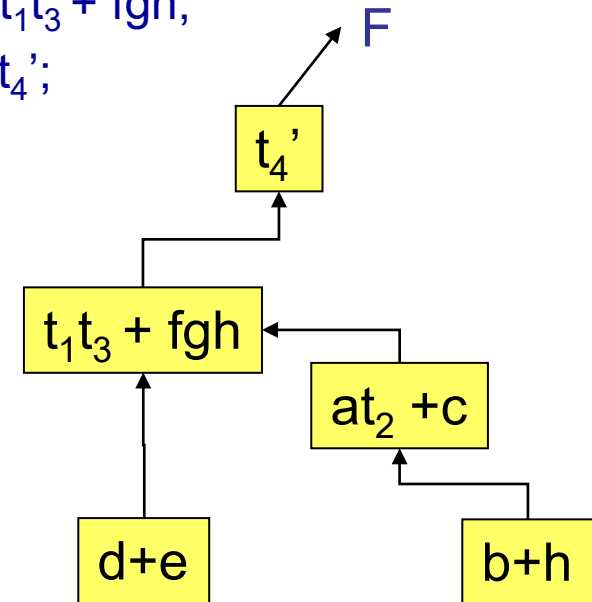 t₁t₃ + fgh;
t₄’;
F
t₄’
t₁t₃ + fgh
at₂ +c
d+e
b+h